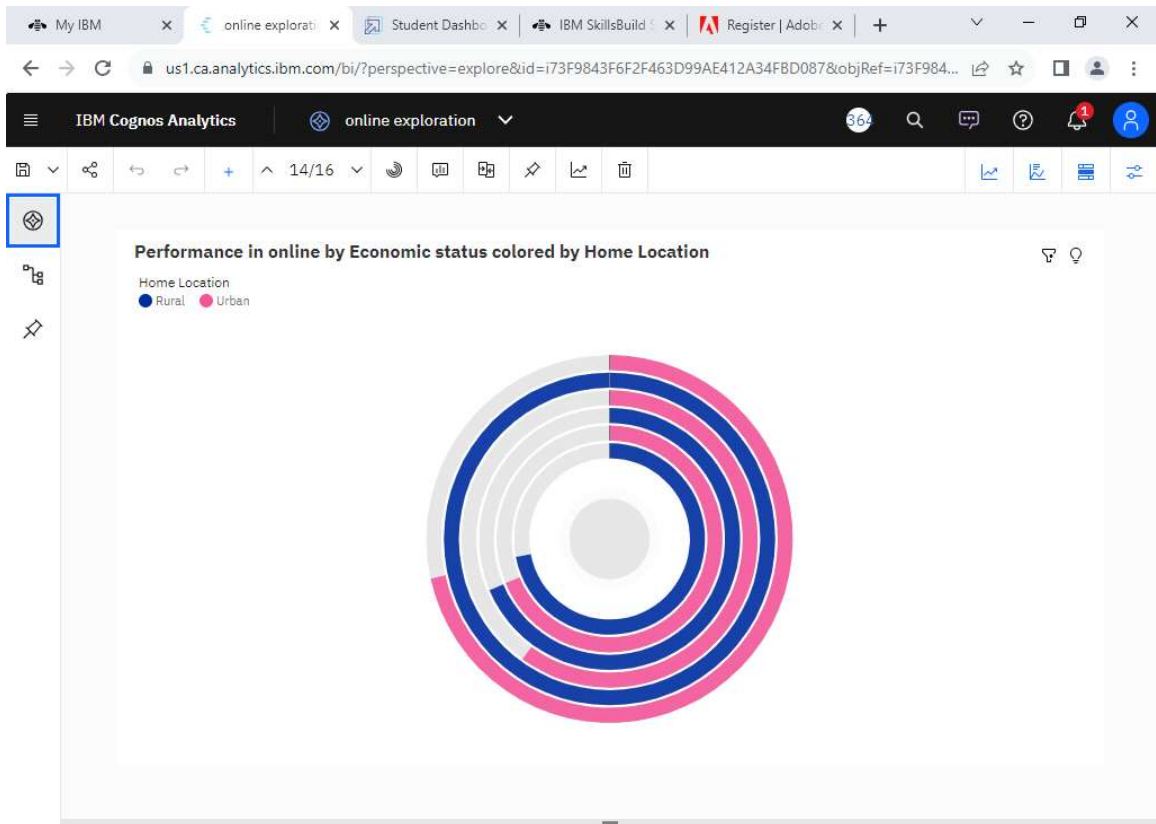 My IBM
online explorati
Student Dashbo
IBM SkillsBuild
Register | Adob
us1.ca.analytics.ibm.com/bi/?perspective=explore&id=i73F9843F6F2F463D99AE412A34FBD087&objRef=i73F984...
IBM Cognos Analytics
online exploration
364
1
14/16
Performance in online by Economic status colored by Home Location
Home Location
Rural
Urban